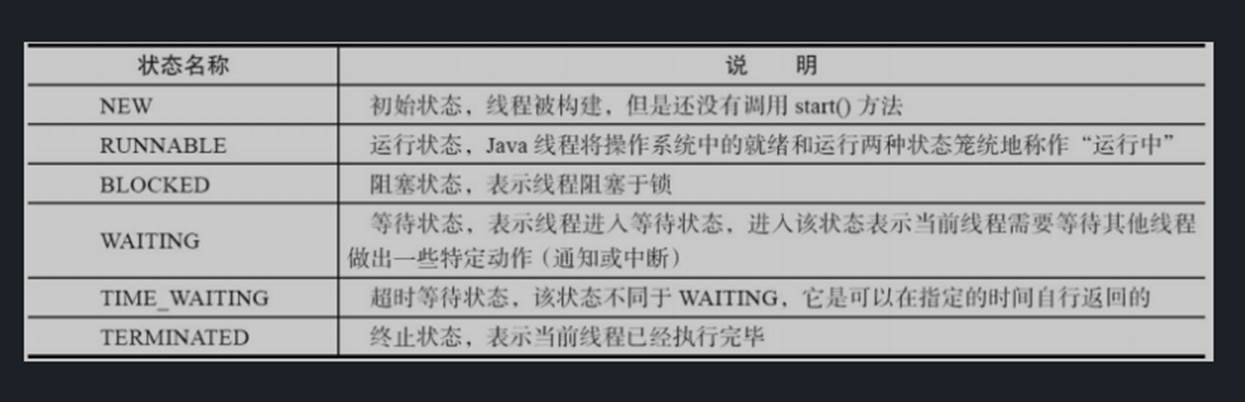 状态名称 说 明
NEW 初始状态，线程被构建，但是还没有调用 start() 方法
RUNNABLE 运行状态，Java 线程将操作系统中的就绪和运行两种状态笼统地称作“运行中”
BLOCKED 阻塞状态，表示线程阻塞于锁
WAITING 等待状态，表示线程进入等待状态，进入该状态表示当前线程需要等待其他线程
做出一些特定动作（通知或中断）
TIME_WAITING 超时等待状态，该状态不同于 WAITING，它是可以在指定的时间自行返回的
TERMINATED 终止状态，表示当前线程已经执行完毕